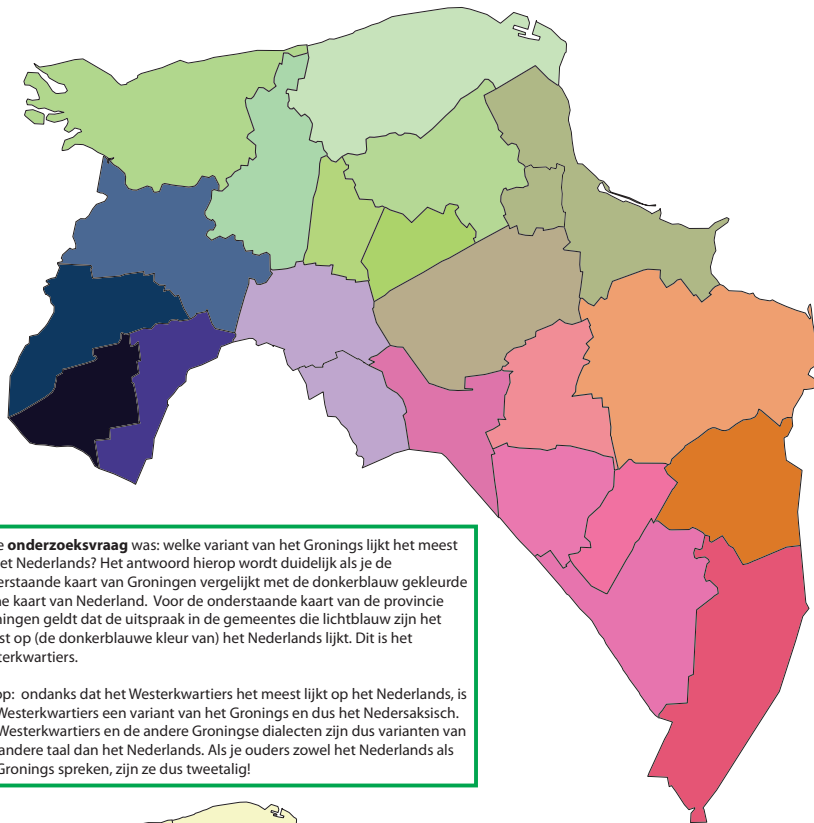 e onderzoeksvraag was: welke variant van het Gronings lijkt het meest
et Nederlands? Het antwoord hierop wordt duidelijk als je de
erstaande kaart van Groningen vergelijkt met de donkerblauw gekleurde
ne kaart van Nederland. Voor de onderstaande kaart van de provincie
ningen geldt dat de uitspraak in de gemeentes die lichtblauw zijn het
st op (de donkerblauwe kleur van) het Nederlands lijkt. Dit is het
terkwartiers.
op: ondanks dat het Westerkwartiers het meest lijkt op het Nederlands, is
Westerkwartiers een variant van het Gronings en dus het Nedersaksisch.
Westerkwartiers en de andere Groningse dialecten zijn dus varianten van
andere taal dan het Nederlands. Als je ouders zowel het Nederlands als
Gronings spreken, zijn ze dus tweetalig!